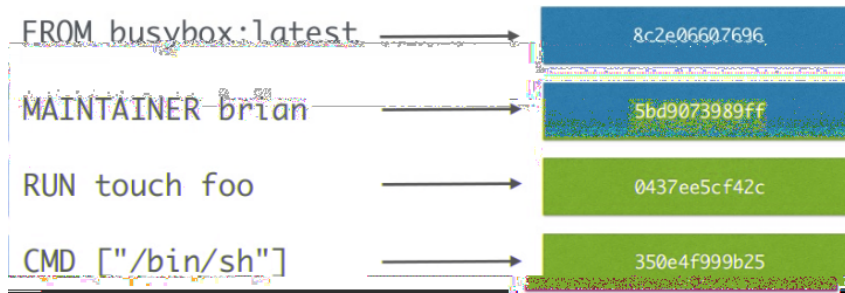 FROM busybox:latest 8c2e06607696
MAINTAINER brian 5bd9073989ff
RUN touch foo 0437ee5cf42c
CMD ["/bin/sh"] 350e4f999b25